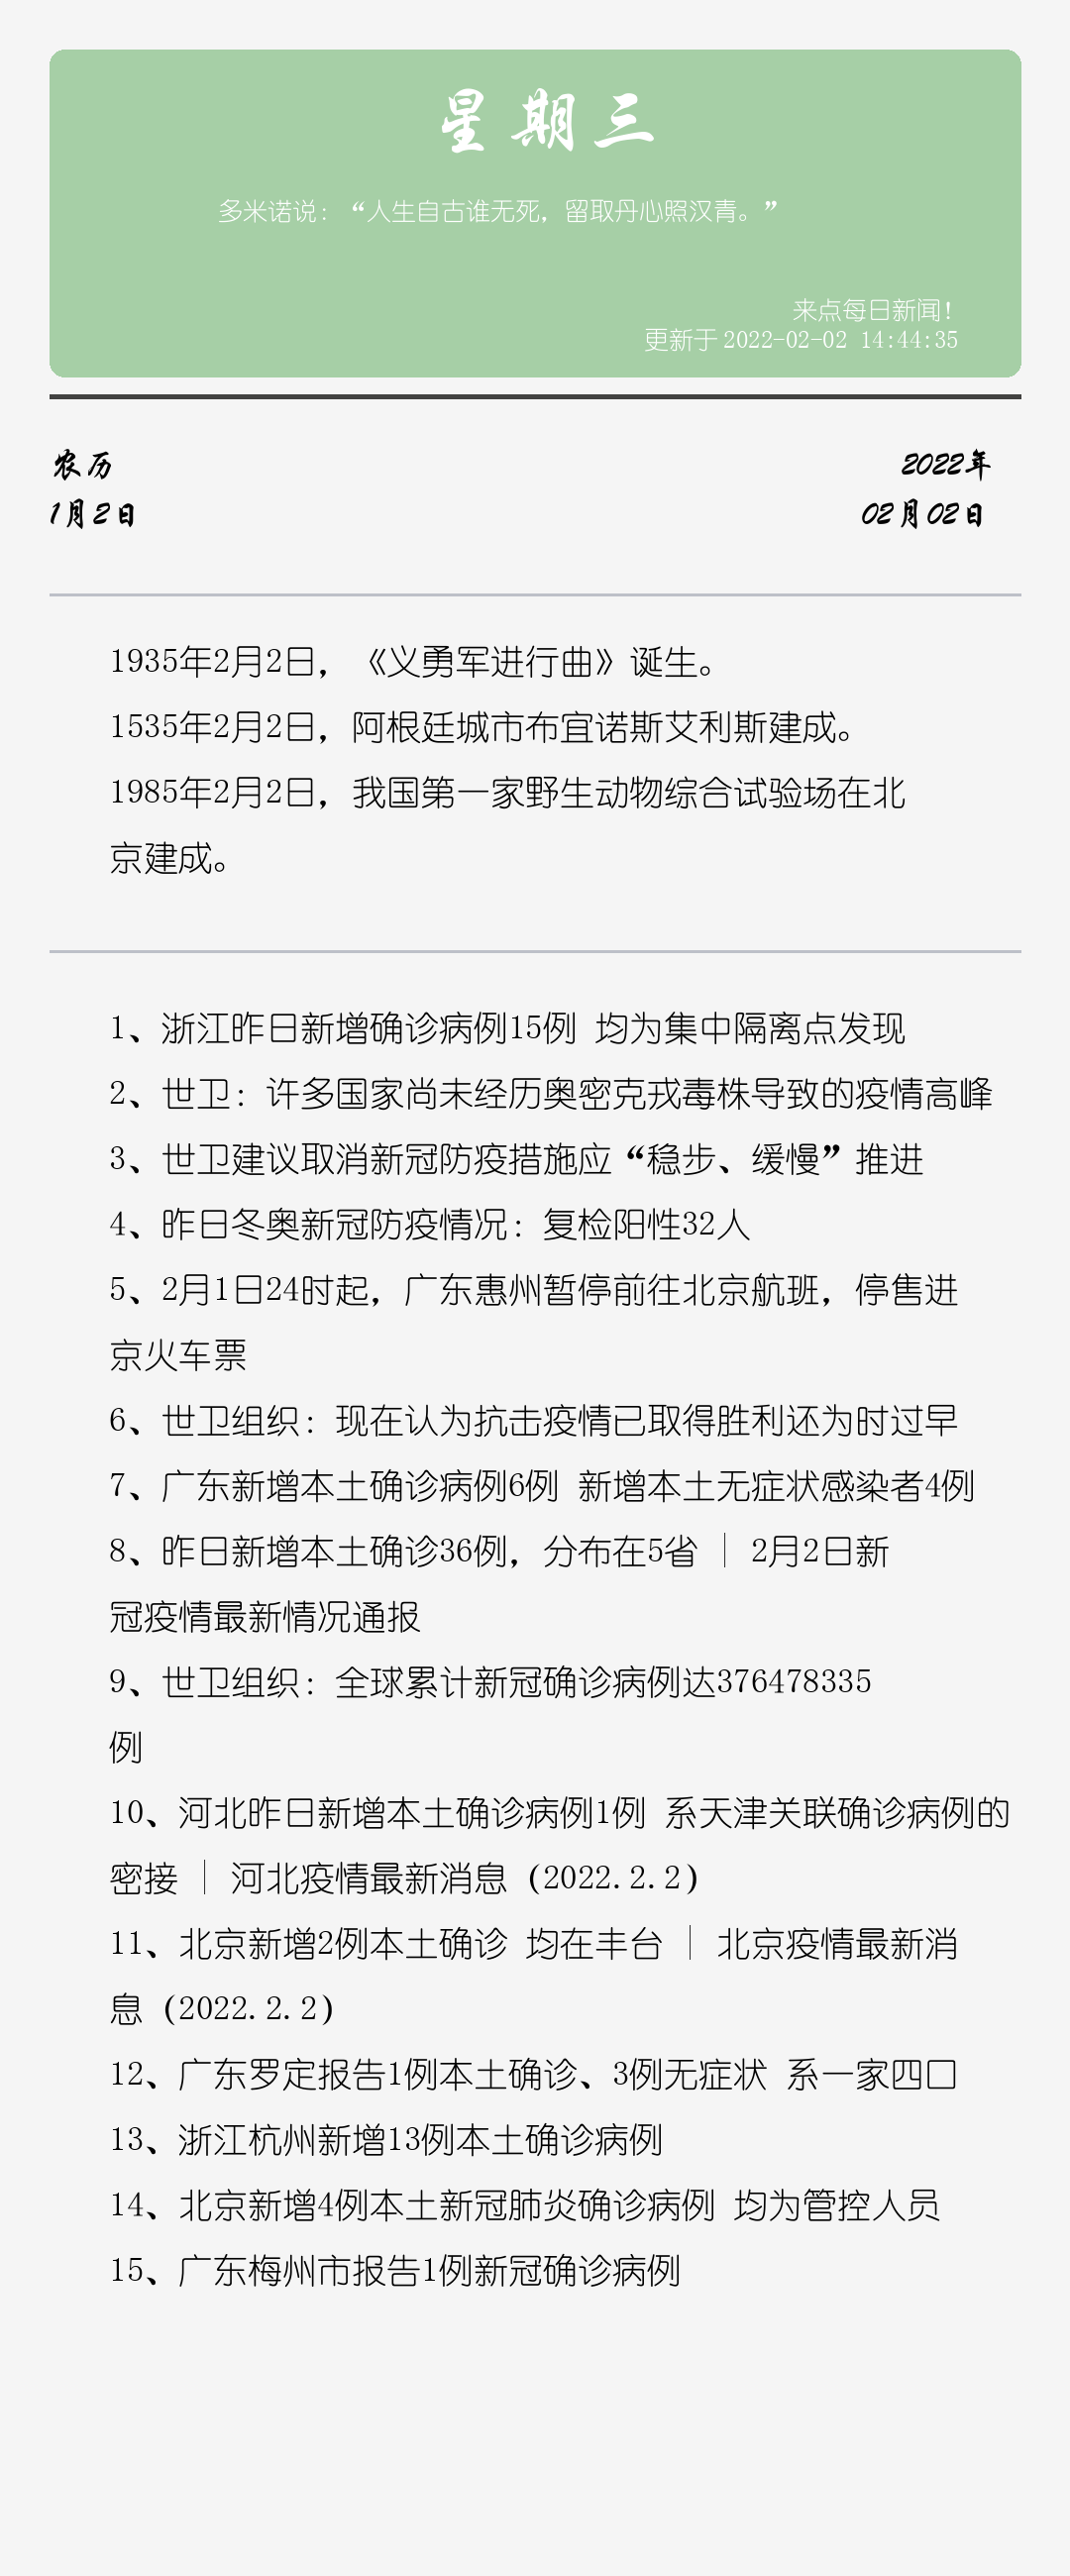 星期三
多米诺说：“人生自古谁无死，留取丹心照汉青。”
来点每日新闻！
更新于 2022-02-02 14:44:35
农历
2022年
1月2日
02月02日
1935年2月2日，《义勇军进行曲》诞生。
1535年2月2日，阿根廷城市布宜诺斯艾利斯建成。
1985年2月2日，我国第一家野生动物综合试验场在北
京建成。
1、浙江昨日新增确诊病例15例 均为集中隔离点发现
2、世卫：许多国家尚未经历奥密克戎毒株导致的疫情高峰
3、世卫建议取消新冠防疫措施应“稳步、缓慢”推进
4、昨日冬奥新冠防疫情况：复检阳性32人
5、2月1日24时起，广东惠州暂停前往北京航班，停售进
京火车票
6、世卫组织：现在认为抗击疫情已取得胜利还为时过早
7、广东新增本土确诊病例6例 新增本土无症状感染者4例
8、昨日新增本土确诊36例，分布在5省 | 2月2日新
冠疫情最新情况通报
9、世卫组织：全球累计新冠确诊病例达376478335
例
10、河北昨日新增本土确诊病例1例 系天津关联确诊病例的
密接 | 河北疫情最新消息（2022.2.2）
11、北京新增2例本土确诊 均在丰台 | 北京疫情最新消
息（2022.2.2）
12、广东罗定报告1例本土确诊、3例无症状 系一家四口
13、浙江杭州新增13例本土确诊病例
14、北京新增4例本土新冠肺炎确诊病例 均为管控人员
15、广东梅州市报告1例新冠确诊病例